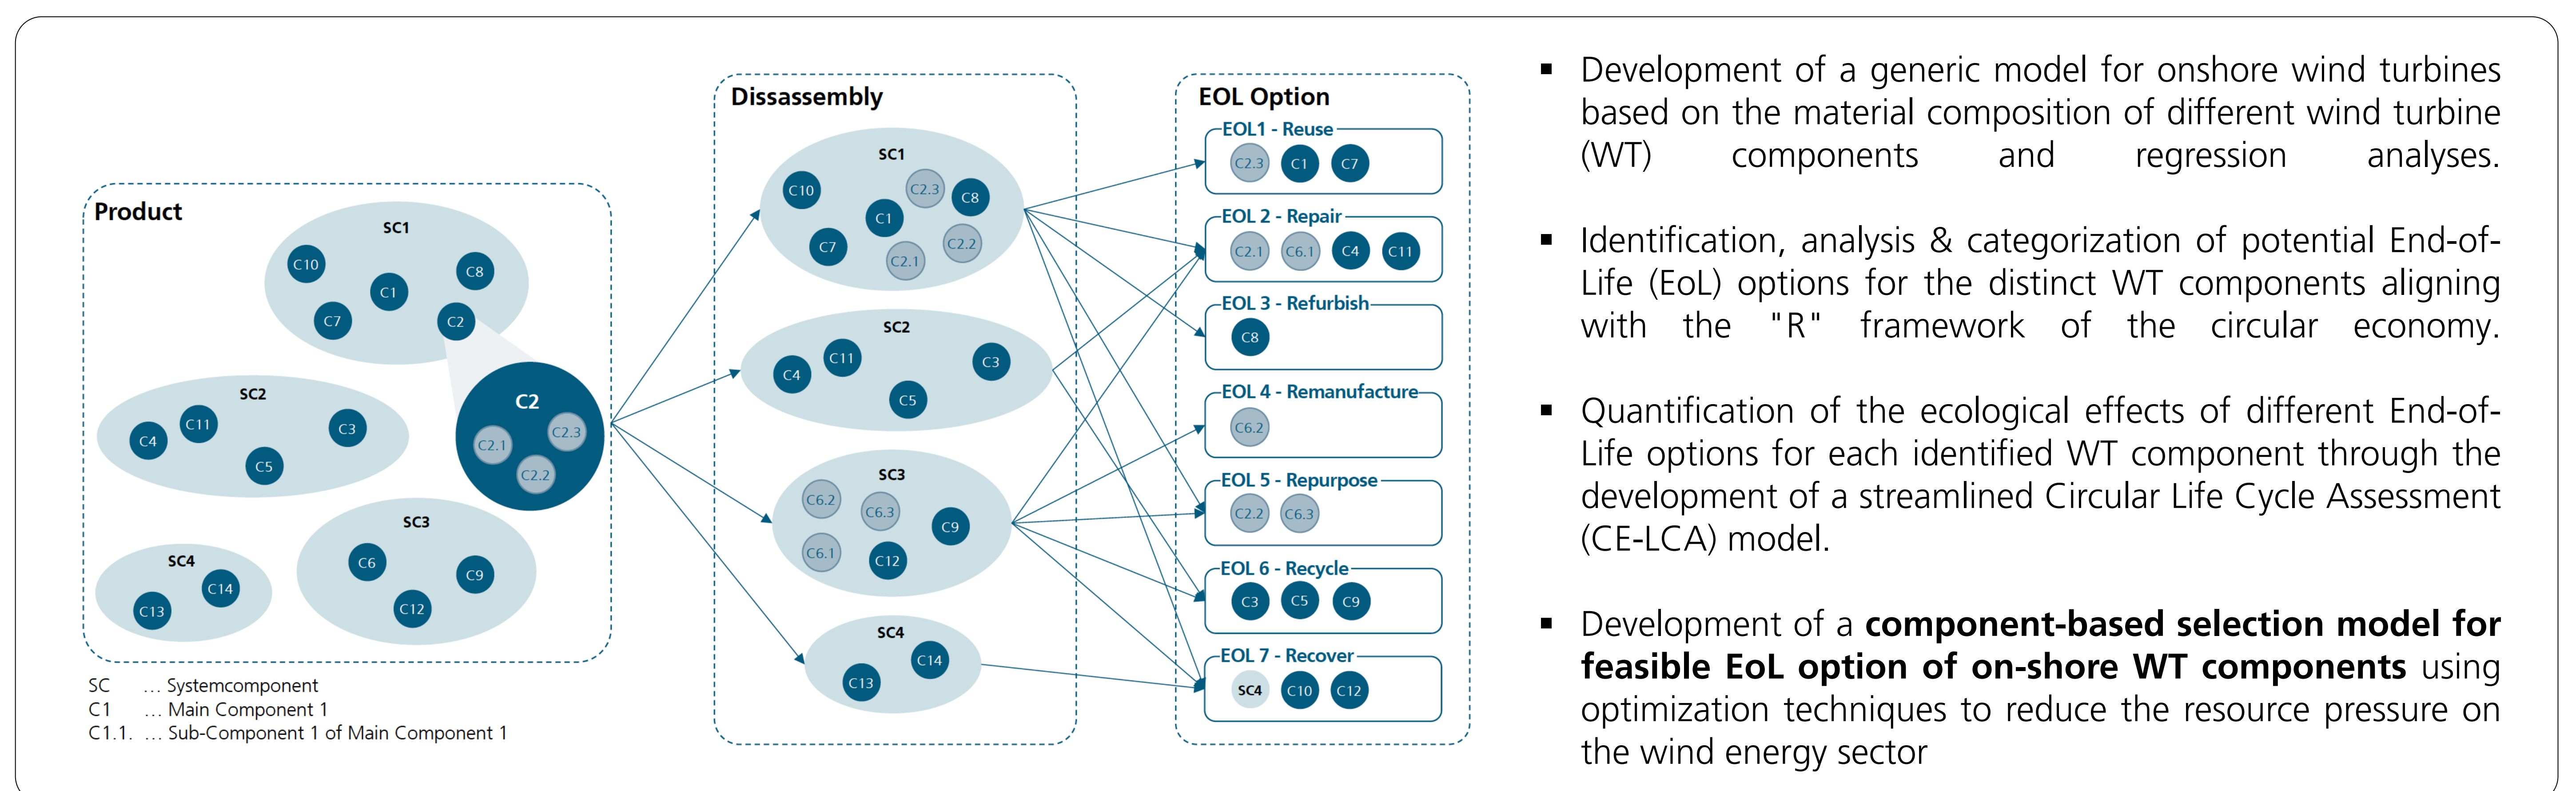 Product
SC1
C10
C8
C1
C7
C2
SC2
C11
C4
C3
C5
C2
C2.3
C2.1
C2.2
SC3
C6
C9
C12
SC4
C14
C13
SC … Systemcomponent
C1 … Main Component 1
C1.1. … Sub-Component 1 of Main Component 1
Dissassembly
SC1
C10
C2.3
C8
C1
C7
C2.2
C2.1
SC2
C11
C3
C4
C5
SC3
C6.2
C6.3
C9
C6.1
C12
SC4
C14
C13
EOL Option
EOL1 - Reuse
C2.3 C1 C7
EOL 2 - Repair
C2.1 C6.1 C4 C11
EOL 3 - Refurbish
C8
EOL 4 - Remanufacture
C6.2
EOL 5 - Repurpose
C2.2 C6.3
EOL 6 - Recycle
C3 C5 C9
EOL 7 - Recover
SC4 C10 C12
▪ Development of a generic model for onshore wind turbines
based on the material composition of different wind turbine
(WT) components and regression analyses.
▪ Identification, analysis & categorization of potential End-of-
Life (EoL) options for the distinct WT components aligning
with the "R" framework of the circular economy.
▪ Quantification of the ecological effects of different End-of-
Life options for each identified WT component through the
development of a streamlined Circular Life Cycle Assessment
(CE-LCA) model.
▪ Development of a component-based selection model for
feasible EoL option of on-shore WT components using
optimization techniques to reduce the resource pressure on
the wind energy sector